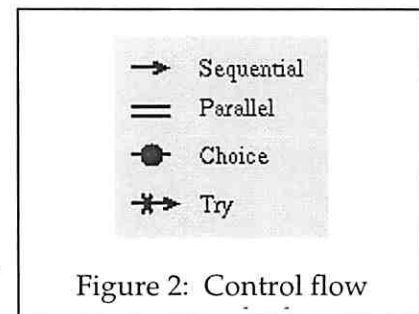 Sequential
Parallel
Choice
Try
Figure 2: Control flow